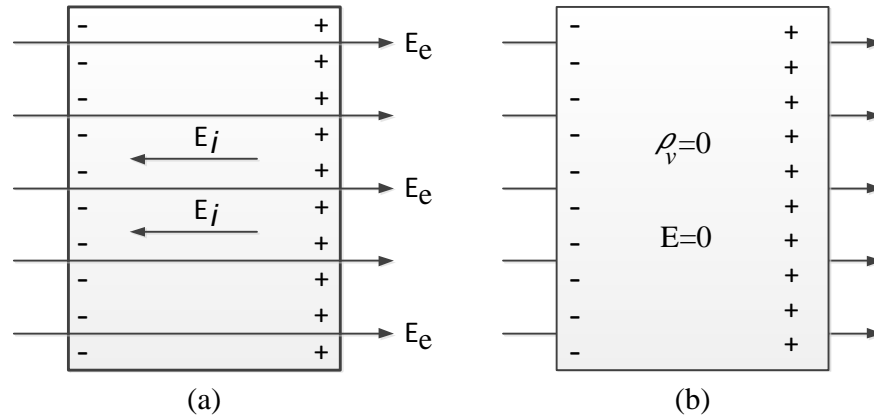 - + - +
E_e
- + - +
- + - +
- + - +
E_i ρ_v=0
- + - +
E_e
- + - +
E_i
- + - +
E=0
- + - +
- + - +
E_e
- + - +
(a) (b)